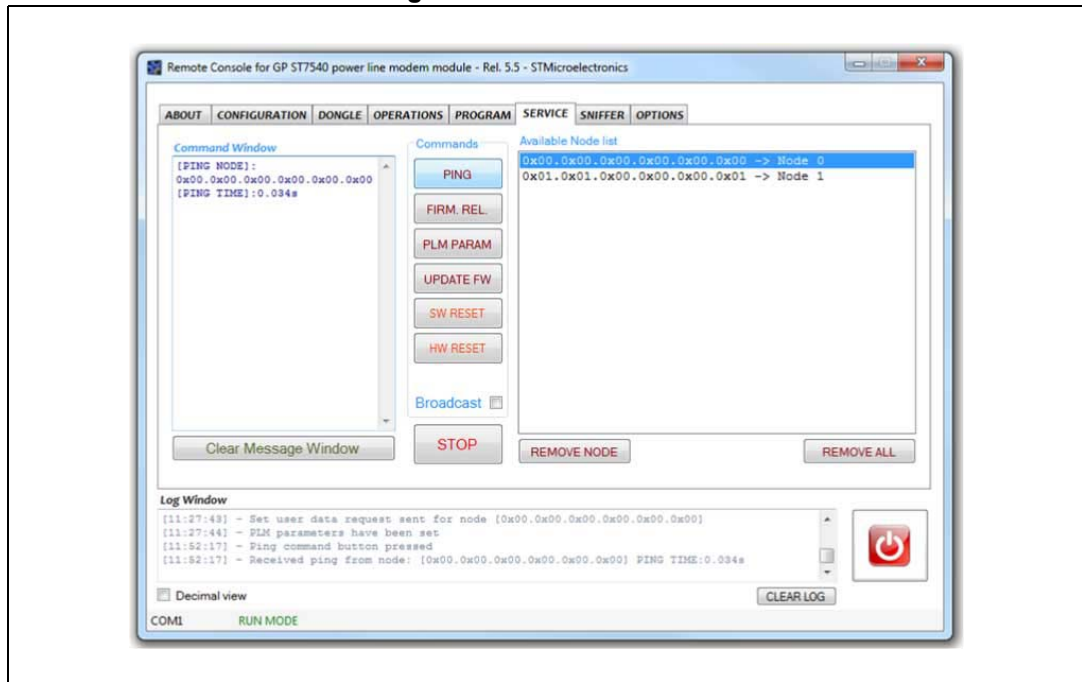 Remote Console for GP ST7540 power line modem module - Rel. 5.5 - STMicroelectronics
ABOUT CONFIGURATION DONGLE OPERATIONS PROGRAM SERVICE SNIFFER OPTIONS
Command Window
[PING NODE]:
0x00.0x00.0x00.0x00.0x00.0x00
[PING TIME]:0.034s
Clear Message Window
Commands
PING
FIRM. REL.
PLM PARAM
UPDATE FW
SW RESET
HW RESET
Broadcast
STOP
Available Node list
0x00.0x00.0x00.0x00.0x00.0x00 -> Node 0
0x01.0x01.0x00.0x00.0x00.0x01 -> Node 1
REMOVE NODE
REMOVE ALL
Log Window
[11:27:43] - Set user data request sent for node [0x00.0x00.0x00.0x00.0x00.0x00]
[11:27:44] - PLM parameters have been set
[11:52:17] - Ping command button pressed
[11:52:17] - Received ping from node: [0x00.0x00.0x00.0x00.0x00.0x00] PING TIME:0.034s
Decimal view
CLEAR LOG
COM1 RUN MODE